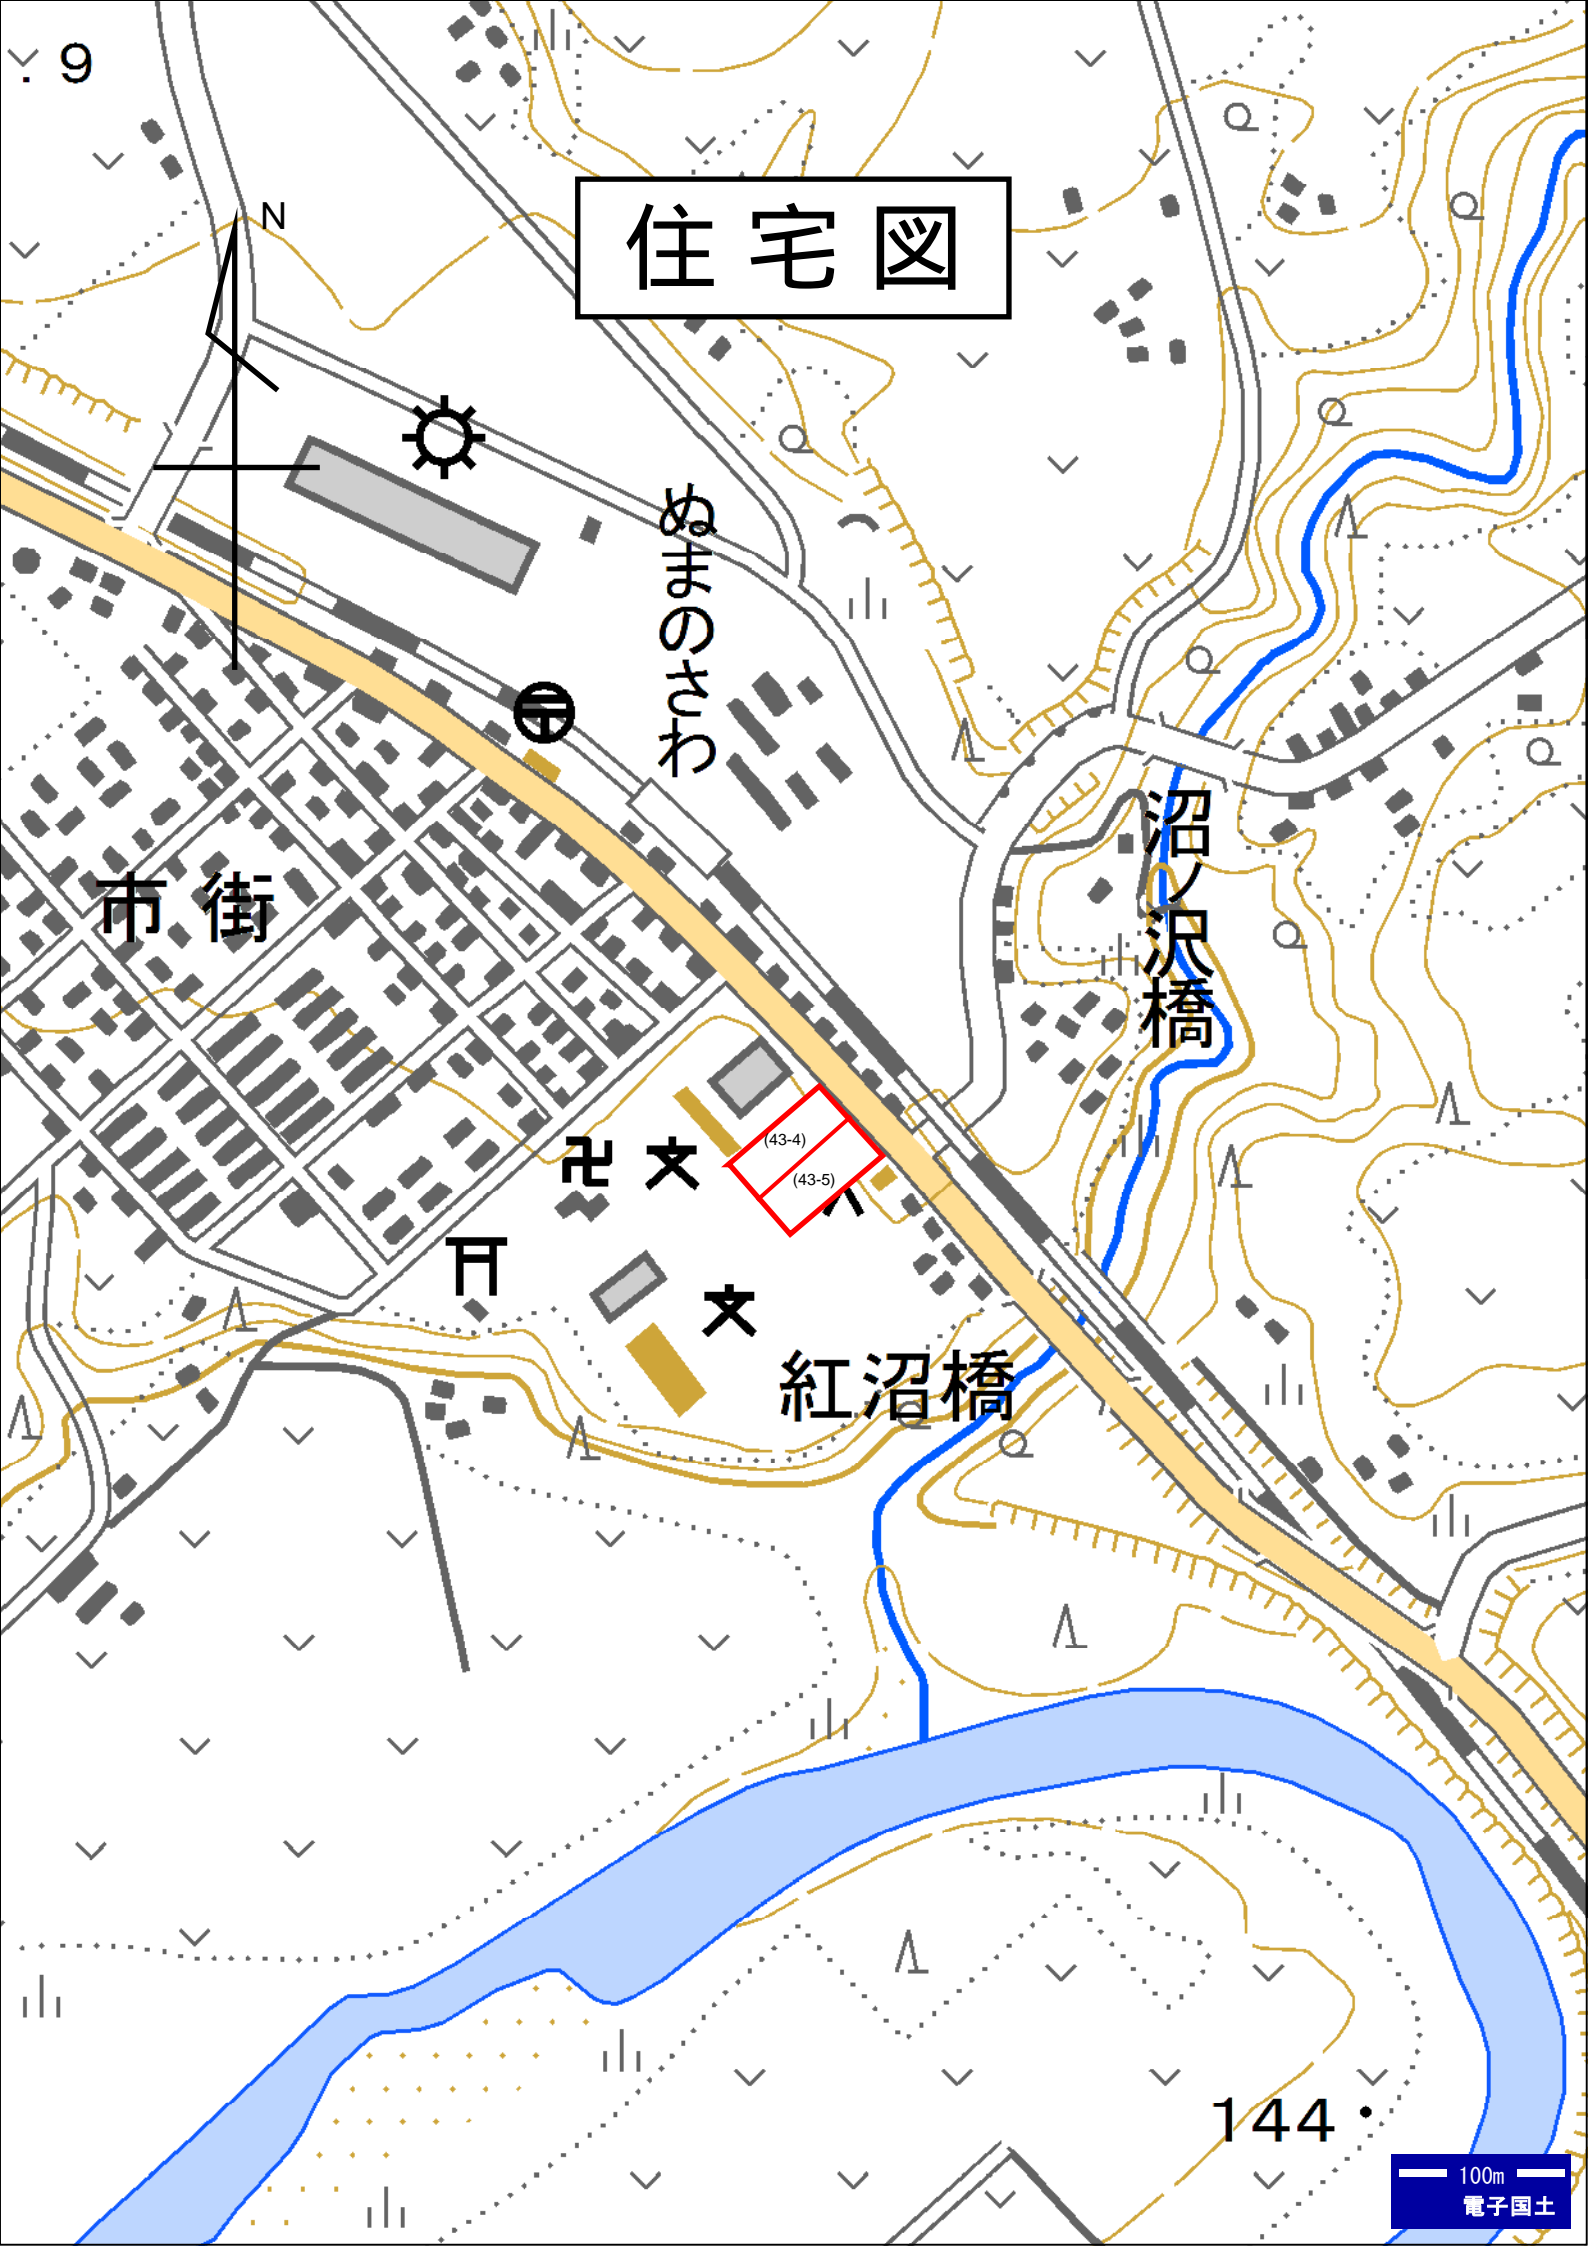 . 9
N
住宅図
ぬまのさわ
沼ノ沢橋
市街
(43-4)
(43-5)
紅沼橋
144
100m
電子国土